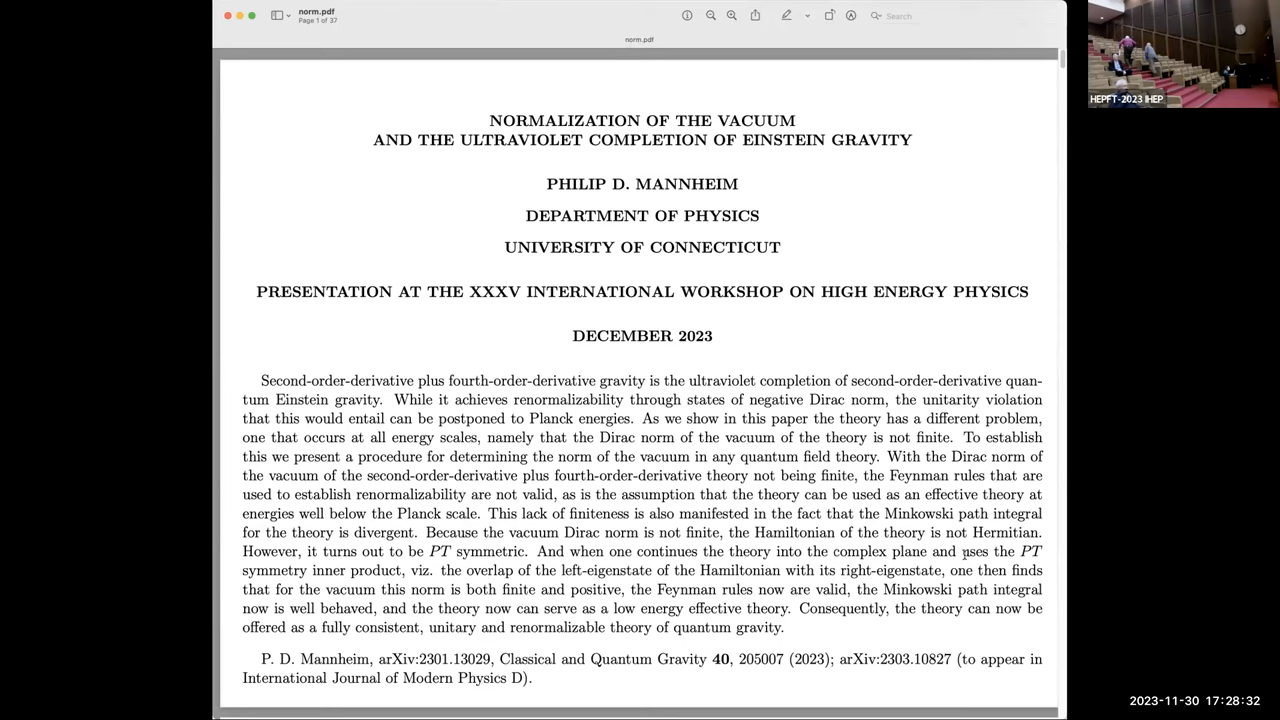 norm.pdf
Page 1 of 37
Search
norm.pdf
NORMALIZATION OF THE VACUUM
AND THE ULTRAVIOLET COMPLETION OF EINSTEIN GRAVITY
PHILIP D. MANNHEIM
DEPARTMENT OF PHYSICS
UNIVERSITY OF CONNECTICUT
PRESENTATION AT THE XXXV INTERNATIONAL WORKSHOP ON HIGH ENERGY PHYSICS
DECEMBER 2023
Second-order-derivative plus fourth-order-derivative gravity is the ultraviolet completion of second-order-derivative quan-
tum Einstein gravity. While it achieves renormalizability through states of negative Dirac norm, the unitarity violation
that this would entail can be postponed to Planck energies. As we show in this paper the theory has a different problem,
one that occurs at all energy scales, namely that the Dirac norm of the vacuum of the theory is not finite. To establish
this we present a procedure for determining the norm of the vacuum in any quantum field theory. With the Dirac norm of
the vacuum of the second-order-derivative plus fourth-order-derivative theory not being finite, the Feynman rules that are
used to establish renormalizability are not valid, as is the assumption that the theory can be used as an effective theory at
energies well below the Planck scale. This lack of finiteness is also manifested in the fact that the Minkowski path integral
for the theory is divergent. Because the vacuum Dirac norm is not finite, the Hamiltonian of the theory is not Hermitian.
However, it turns out to be PT symmetric. And when one continues the theory into the complex plane and uses the PT
symmetry inner product, viz. the overlap of the left-eigenstate of the Hamiltonian with its right-eigenstate, one then finds
that for the vacuum this norm is both finite and positive, the Feynman rules now are valid, the Minkowski path integral
now is well behaved, and the theory now can serve as a low energy effective theory. Consequently, the theory can now be
offered as a fully consistent, unitary and renormalizable theory of quantum gravity.
P. D. Mannheim, arXiv:2301.13029, Classical and Quantum Gravity 40, 205007 (2023); arXiv:2303.10827 (to appear in
International Journal of Modern Physics D).
HEPFT-2023 IHEP
2023-11-30 17:28:32